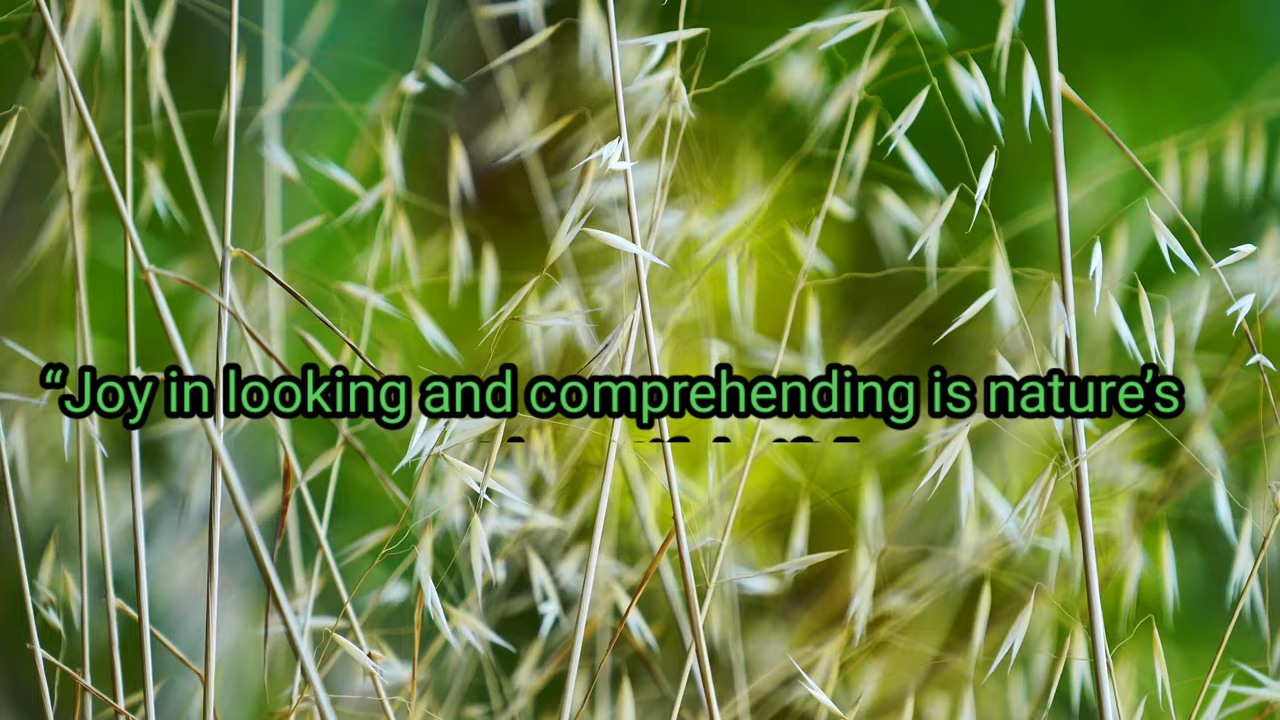 “Joy in looking and comprehending is nature’s